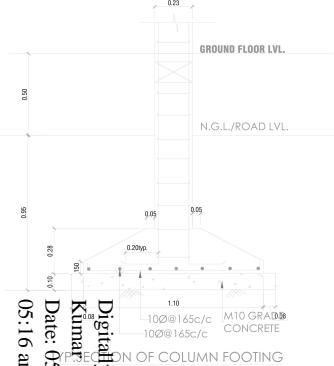 0.23
GROUND FLOOR LVL.
0.50
N.G.L./ROAD LVL.
0.95
0.05
0.05
0.28
0.20typ.
150
0.10
1.10
0.08
0.08
10Ø@165c/c
10Ø@165c/c
M10 GRADE
CONCRETE
SECTION OF COLUMN FOOTING
Kumar
Date: 05
05:16